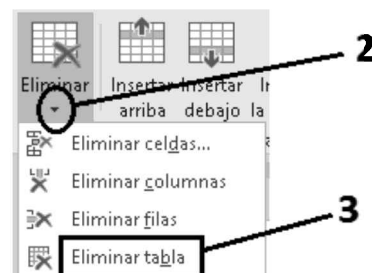 2
Eliminar Insertar Insertar
arriba debajo la
Eliminar celdas...
Eliminar columnas
Eliminar filas
3
Eliminar tabla